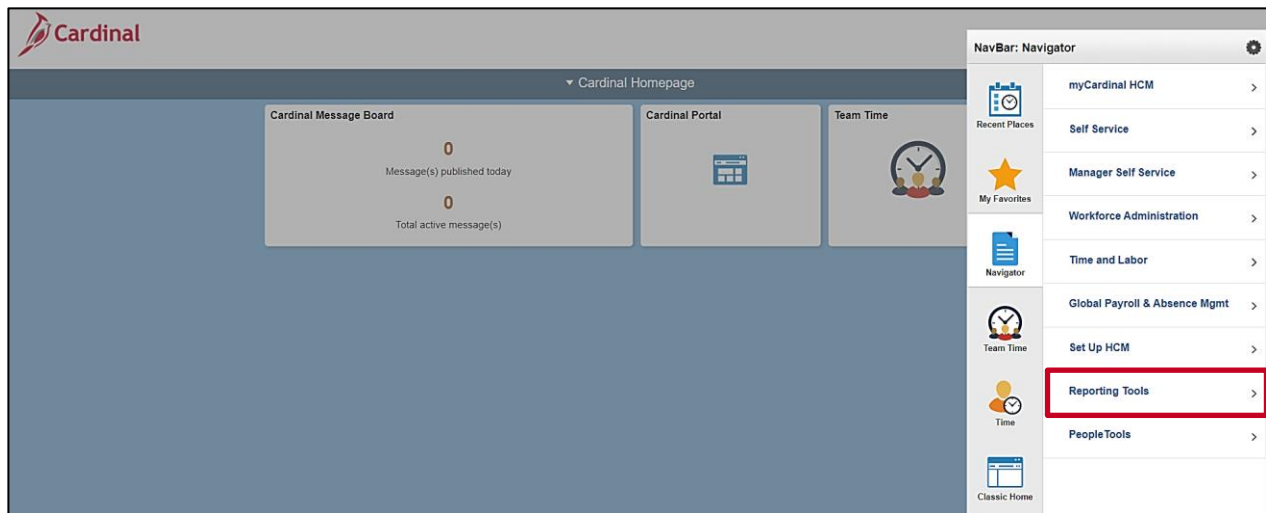 Cardinal
NavBar: Navigator
Cardinal Homepage
Cardinal Message Board
0
Message(s) published today
0
Total active message(s)
Cardinal Portal
Team Time
Recent Places
My Favorites
Navigator
Team Time
Time
Classic Home
myCardinal HCM
Self Service
Manager Self Service
Workforce Administration
Time and Labor
Global Payroll & Absence Mgmt
Set Up HCM
Reporting Tools
PeopleTools